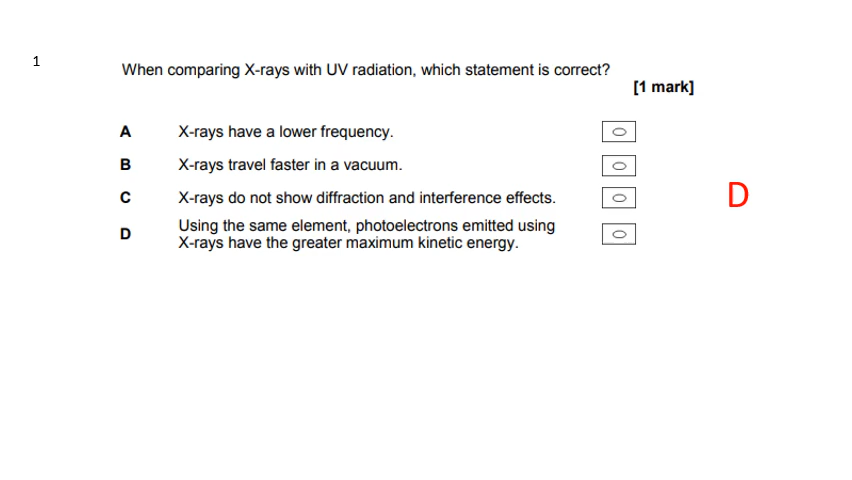 1
When comparing X-rays with UV radiation, which statement is correct?
[1 mark]
A X-rays have a lower frequency.
B X-rays travel faster in a vacuum.
C X-rays do not show diffraction and interference effects.
D Using the same element, photoelectrons emitted using
X-rays have the greater maximum kinetic energy.
D